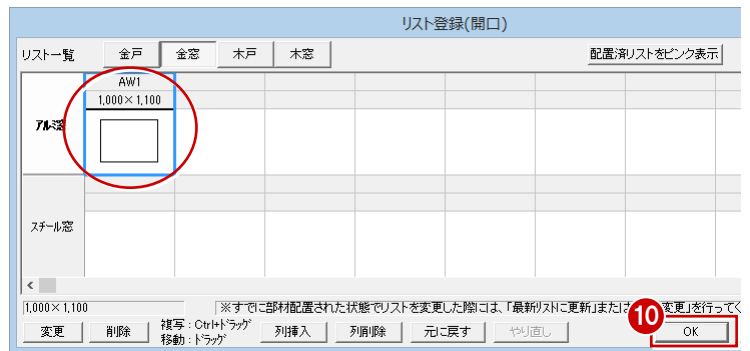 リスト登録(開口)
リスト一覧 金戸 金窓 木戸 木窓 配置済リストをピンク表示
AW1
1,000×1,100
アルミ窓
スチール窓
<
1,000×1,100 ※すでに部材配置された状態でリストを変更した際には、「最新リストに更新」または 変更」を行ってく
10
変更 削除 複写:Ctrl+ドラッグ 列挿入 列削除 元に戻す やり直し OK
移動:ドラッグ